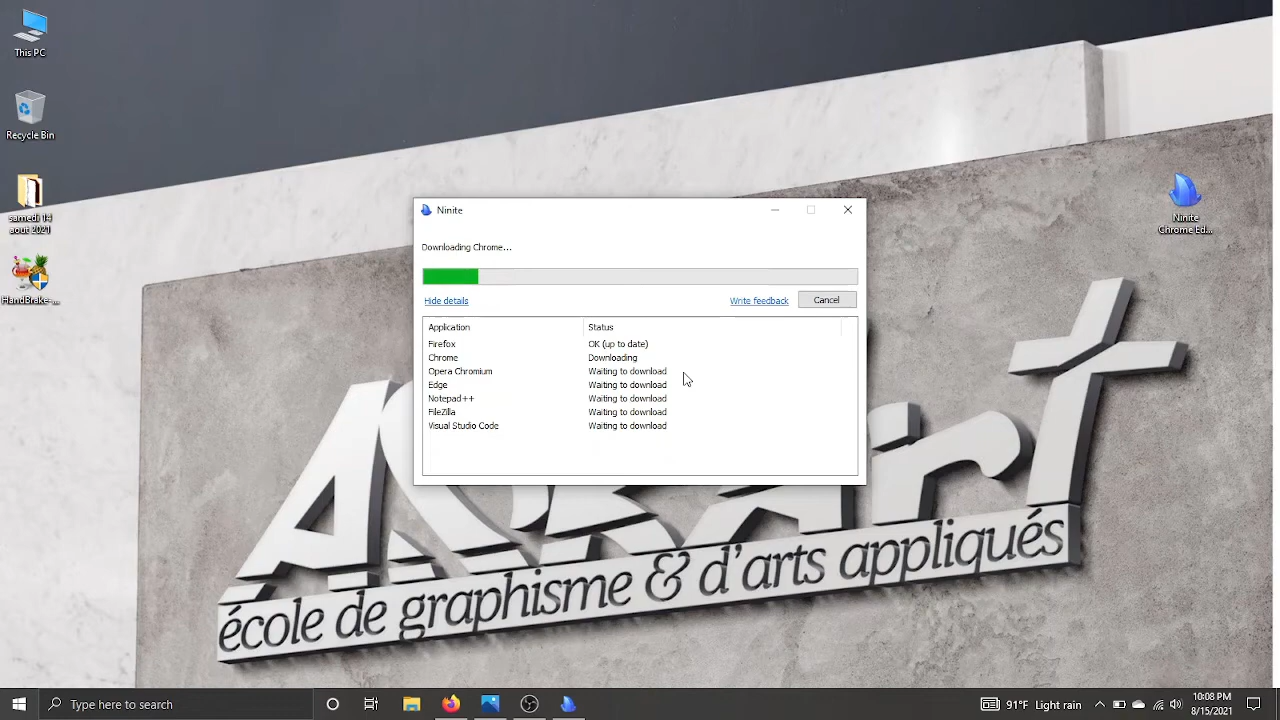 This PC
Recycle Bin
samedi 14
aout 2021
HandBrake-...
Ninite
Chrome Ed...
Ninite
Downloading Chrome...
Hide details
Write feedback
Cancel
Application Status
Firefox OK (up to date)
Chrome Downloading
Opera Chromium Waiting to download
Edge Waiting to download
Notepad++ Waiting to download
FileZilla Waiting to download
Visual Studio Code Waiting to download
école de graphisme & d'arts appliqués
Type here to search
91°F Light rain
10:08 PM
8/15/2021